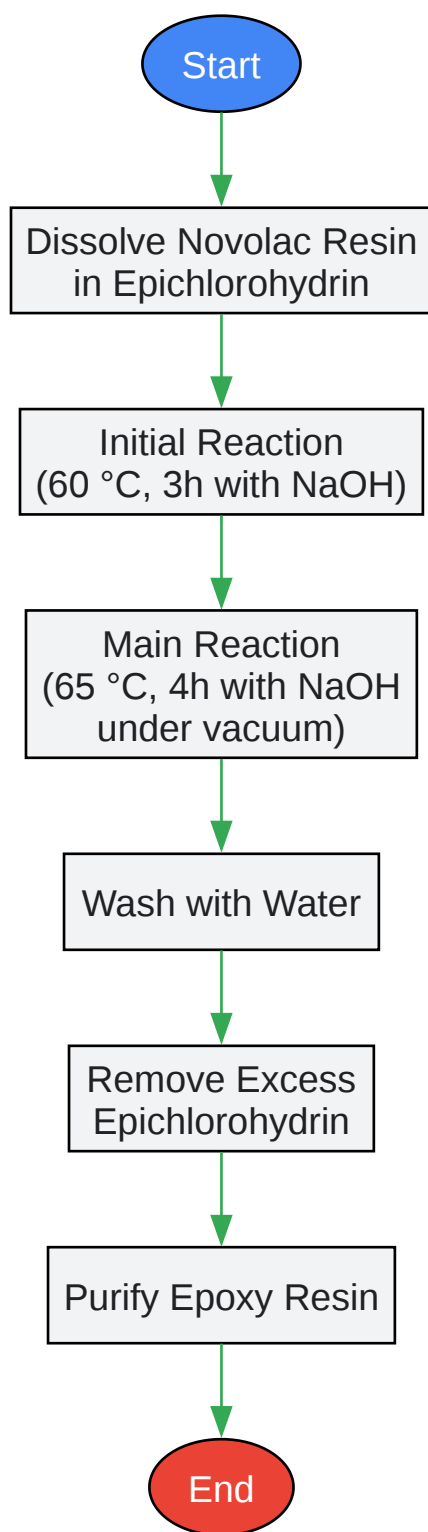 Start
Dissolve Novolac Resin
in Epichlorohydrin
Initial Reaction
(60 °C, 3h with NaOH)
Main Reaction
(65 °C, 4h with NaOH
under vacuum)
Wash with Water
Remove Excess
Epichlorohydrin
Purify Epoxy Resin
End